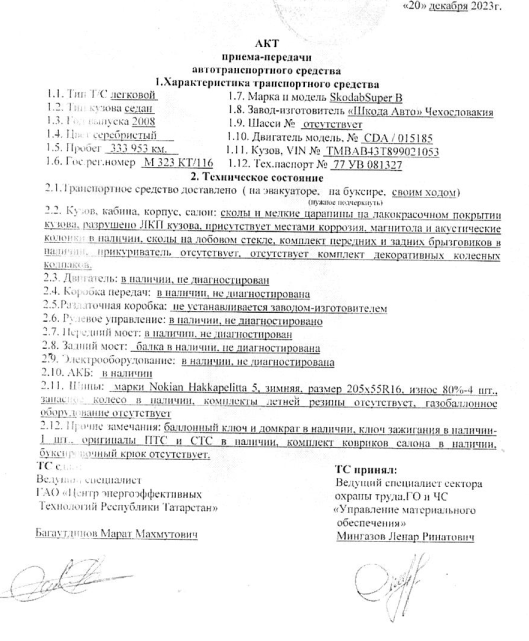 «20» декабря 2023г.
АКТ
приема-передачи
автотранспортного средства
1.Характеристика транспортного средства
1.1. Тип Т/С легковой
1.2. Тип кузова седан
1.3. Год выпуска 2008
1.4. Цвет серебристый
1.5. Пробег 333 953 км.
1.6. Гос.рег.номер М 323 КТ/116
1.7. Марка и модель SkodabSuper B
1.8. Завод-изготовитель «Шкода Авто» Чехословакия
1.9. Шасси № отсутствует
1.10. Двигатель модель, № CDA / 015185
1.11. Кузов, VIN № TMBAB43T899021053
1.12. Тех.паспорт № 77 УВ 081327
2. Техническое состояние
2.1.Транспортное средство доставлено ( на эвакуаторе, на буксире, своим ходом)
(нужное подчеркнуть)
2.2. Кузов, кабина, корпус, салон: сколы и мелкие царапины на лакокрасочном покрытии
кузова, разрушено ЛКП кузова, присутствует местами коррозия, магнитола и акустические
колонки в наличии, сколы на лобовом стекле, комплект передних и задних брызговиков в
наличии, прикуриватель отсутствует, отсутствует комплект декоративных колесных
колпаков.
2.3. Двигатель: в наличии, не диагностирован
2.4. Коробка передач: в наличии, не диагностирована
2.5.Раздаточная коробка: не устанавливается заводом-изготовителем
2.6. Рулевое управление: в наличии, не диагностировано
2.7. Передний мост: в наличии, не диагностирован
2.8. Задний мост: балка в наличии, не диагностирована
2.9. Электрооборудование: в наличии, не диагностирована
2.10. АКБ: в наличии
2.11. Шины: марки Nokian Hakkapelitta 5, зимняя, размер 205х55R16, износ 80%-4 шт.,
запасное колесо в наличии, комплекты летней резины отсутствует, газобаллонное
оборудование отсутствует
2.12. Прочие замечания: баллонный ключ и домкрат в наличии, ключ зажигания в наличии-
1 шт., оригиналы ПТС и СТС в наличии, комплект ковриков салона в наличии,
буксировочный крюк отсутствует.
ТС сдал:
Ведущий специалист
ГАО «Центр энергоэффективных
Технологий Республики Татарстан»
Багаутдинов Марат Махмутович
ТС принял:
Ведущий специалист сектора
охраны труда,ГО и ЧС
«Управление материального
обеспечения»
Мингазов Ленар Ринатович